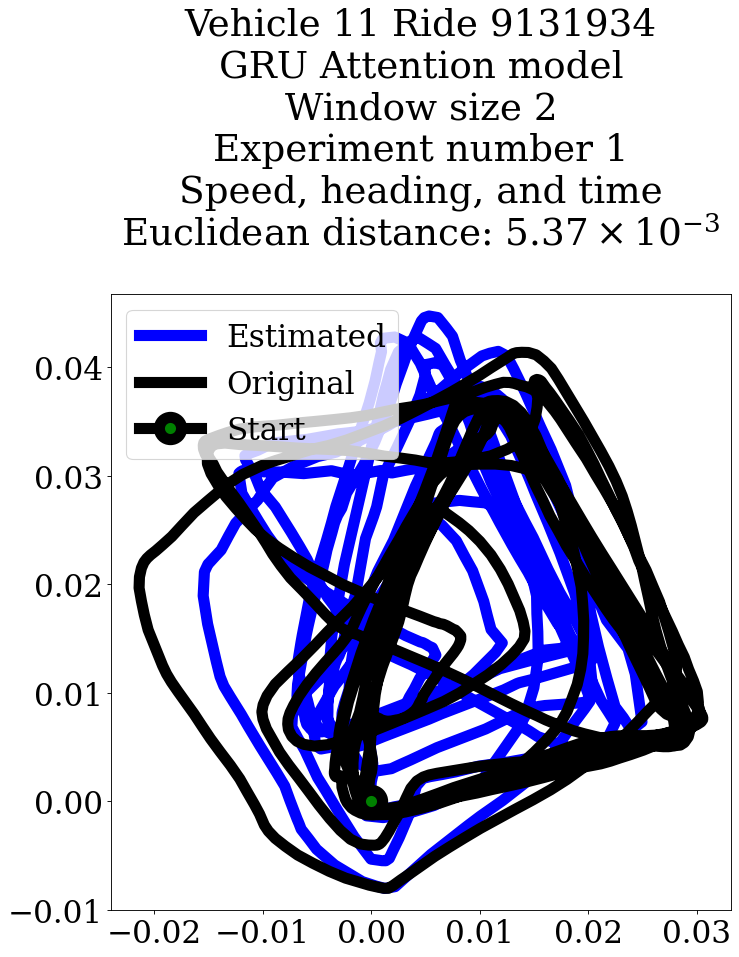 Vehicle 11 Ride 9131934
GRU Attention model
Window size 2
Experiment number 1
Speed, heading, and time
Euclidean distance: 5.37 × 10⁻³
Estimated
Original
Start
0.04
0.03
0.02
0.01
0.00
−0.01
−0.02 −0.01 0.00 0.01 0.02 0.03